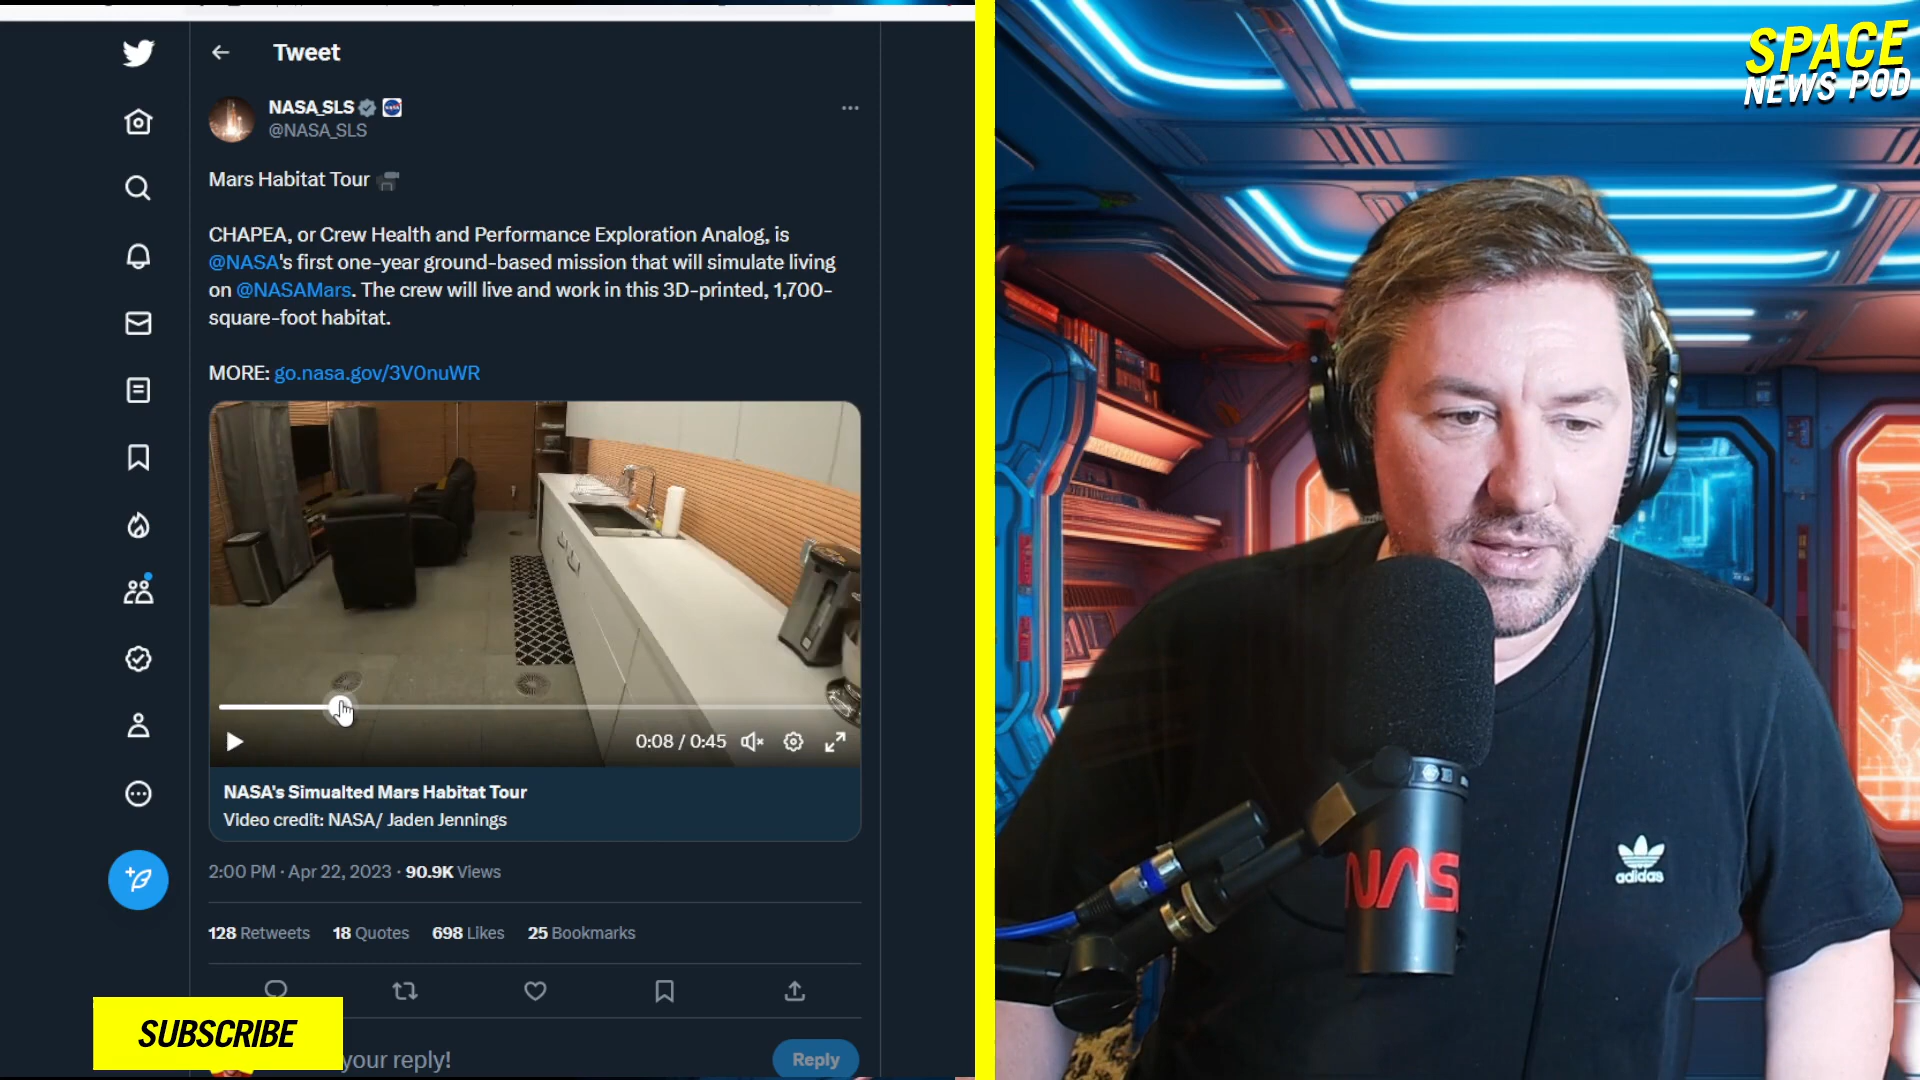 Tweet
NASA_SLS
@NASA_SLS
Mars Habitat Tour
CHAPEA, or Crew Health and Performance Exploration Analog, is
@NASA's first one-year ground-based mission that will simulate living
on @NASAMars. The crew will live and work in this 3D-printed, 1,700-
square-foot habitat.
MORE: go.nasa.gov/3V0nuWR
0:08 / 0:45
NASA's Simualted Mars Habitat Tour
Video credit: NASA/ Jaden Jennings
2:00 PM · Apr 22, 2023 · 90.9K Views
128 Retweets 18 Quotes 698 Likes 25 Bookmarks
your reply!
Reply
SUBSCRIBE
SPACE
NEWS POD
NAS
adidas